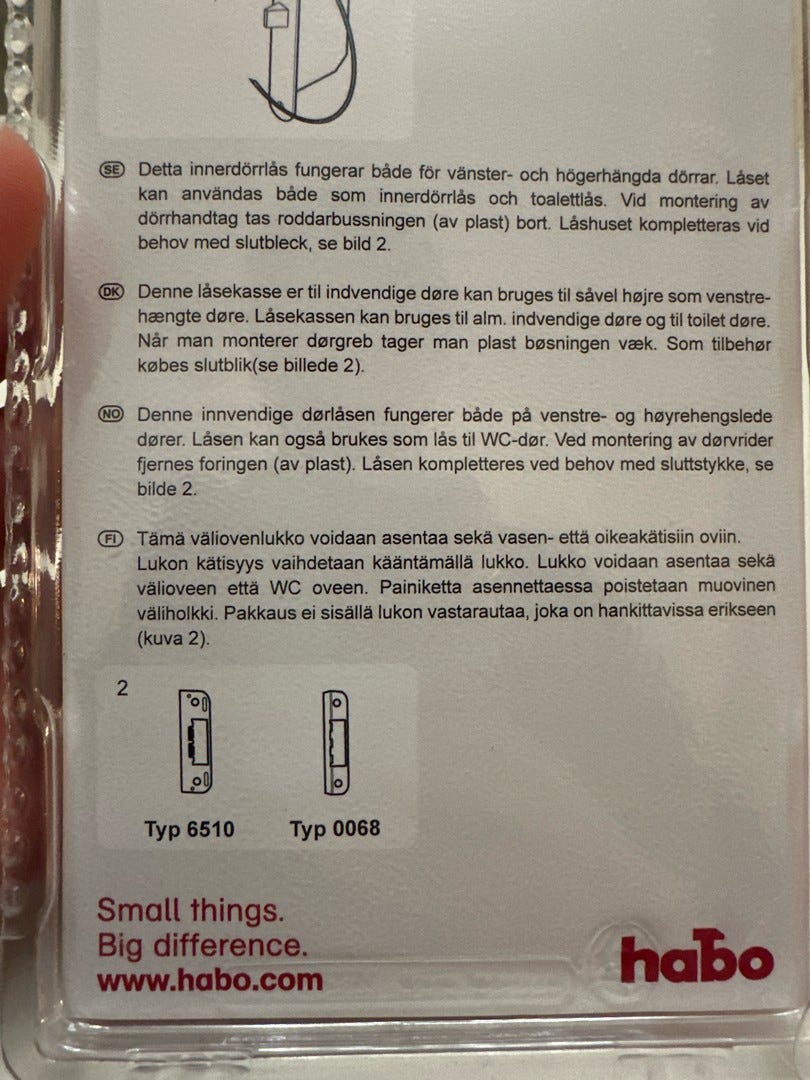 SE Detta innerdörrlås fungerar både för vänster- och högerhängda dörrar. Låset
kan användas både som innerdörrlås och toalettlås. Vid montering av
dörrhandtag tas roddarbussningen (av plast) bort. Låshuset kompletteras vid
behov med slutbleck, se bild 2.
DK Denne låsekasse er til indvendige døre kan bruges til såvel højre som venstre-
hængte døre. Låsekassen kan bruges til alm. indvendige døre og til toilet døre.
Når man monterer dørgreb tager man plast bøsningen væk. Som tilbehør
købes slutblik(se billede 2).
NO Denne innvendige dørlåsen fungerer både på venstre- og høyrehengslede
dører. Låsen kan også brukes som lås til WC-dør. Ved montering av dørvrider
fjernes foringen (av plast). Låsen kompletteres ved behov med sluttstykke, se
bilde 2.
FI Tämä väliovenlukko voidaan asentaa sekä vasen- että oikeakätisiin oviin.
Lukon kätisyys vaihdetaan kääntämällä lukko. Lukko voidaan asentaa sekä
välioveen että WC oveen. Painiketta asennettaessa poistetaan muovinen
väliholkki. Pakkaus ei sisällä lukon vastarautaa, joka on hankittavissa erikseen
(kuva 2).
2
Typ 6510 Typ 0068
Small things.
Big difference.
www.habo.com
habo